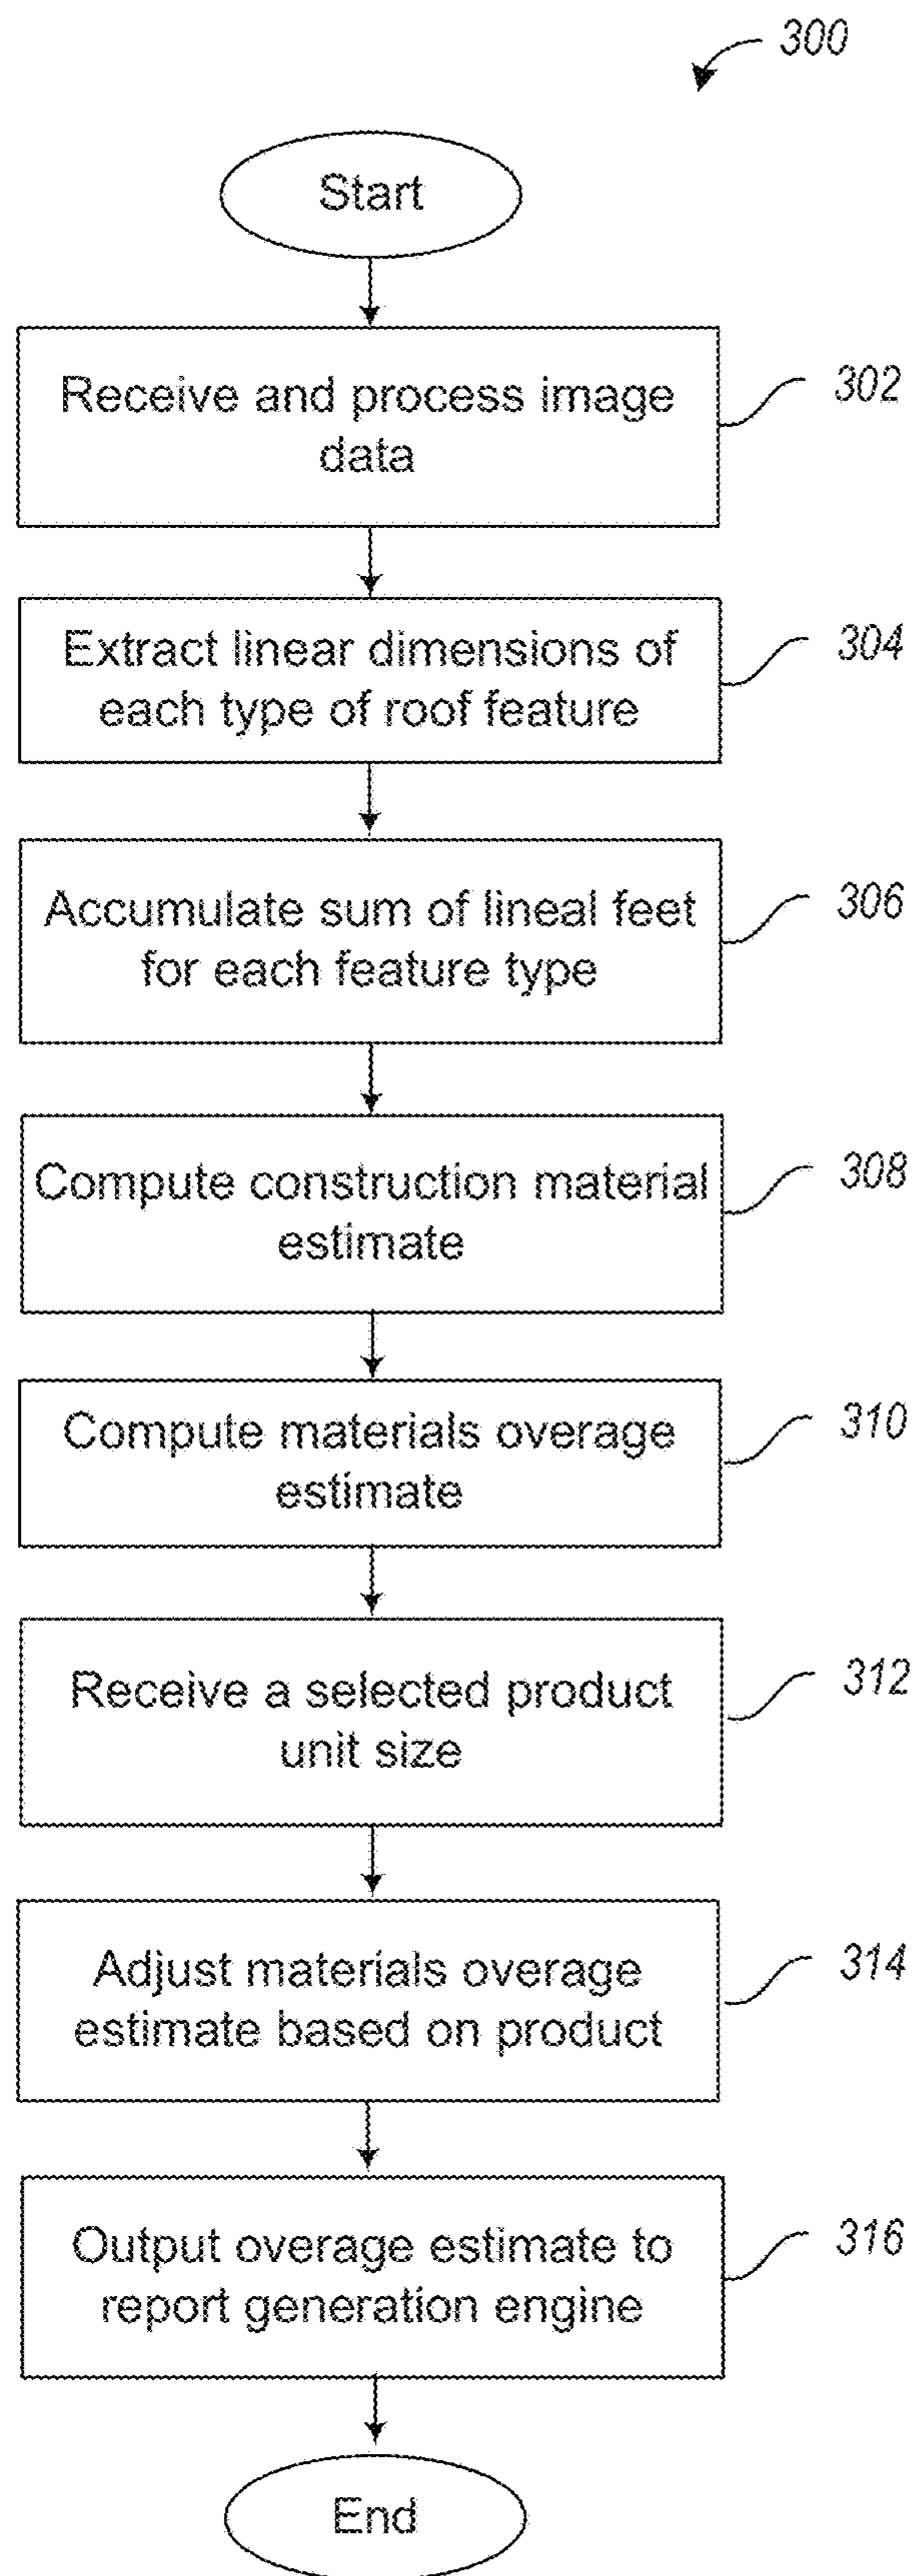 300
Start
Receive and process image
data
302
Extract linear dimensions of
each type of roof feature
304
Accumulate sum of lineal feet
for each feature type
306
Compute construction material
estimate
308
Compute materials overage
estimate
310
Receive a selected product
unit size
312
Adjust materials overage
estimate based on product
314
Output overage estimate to
report generation engine
316
End